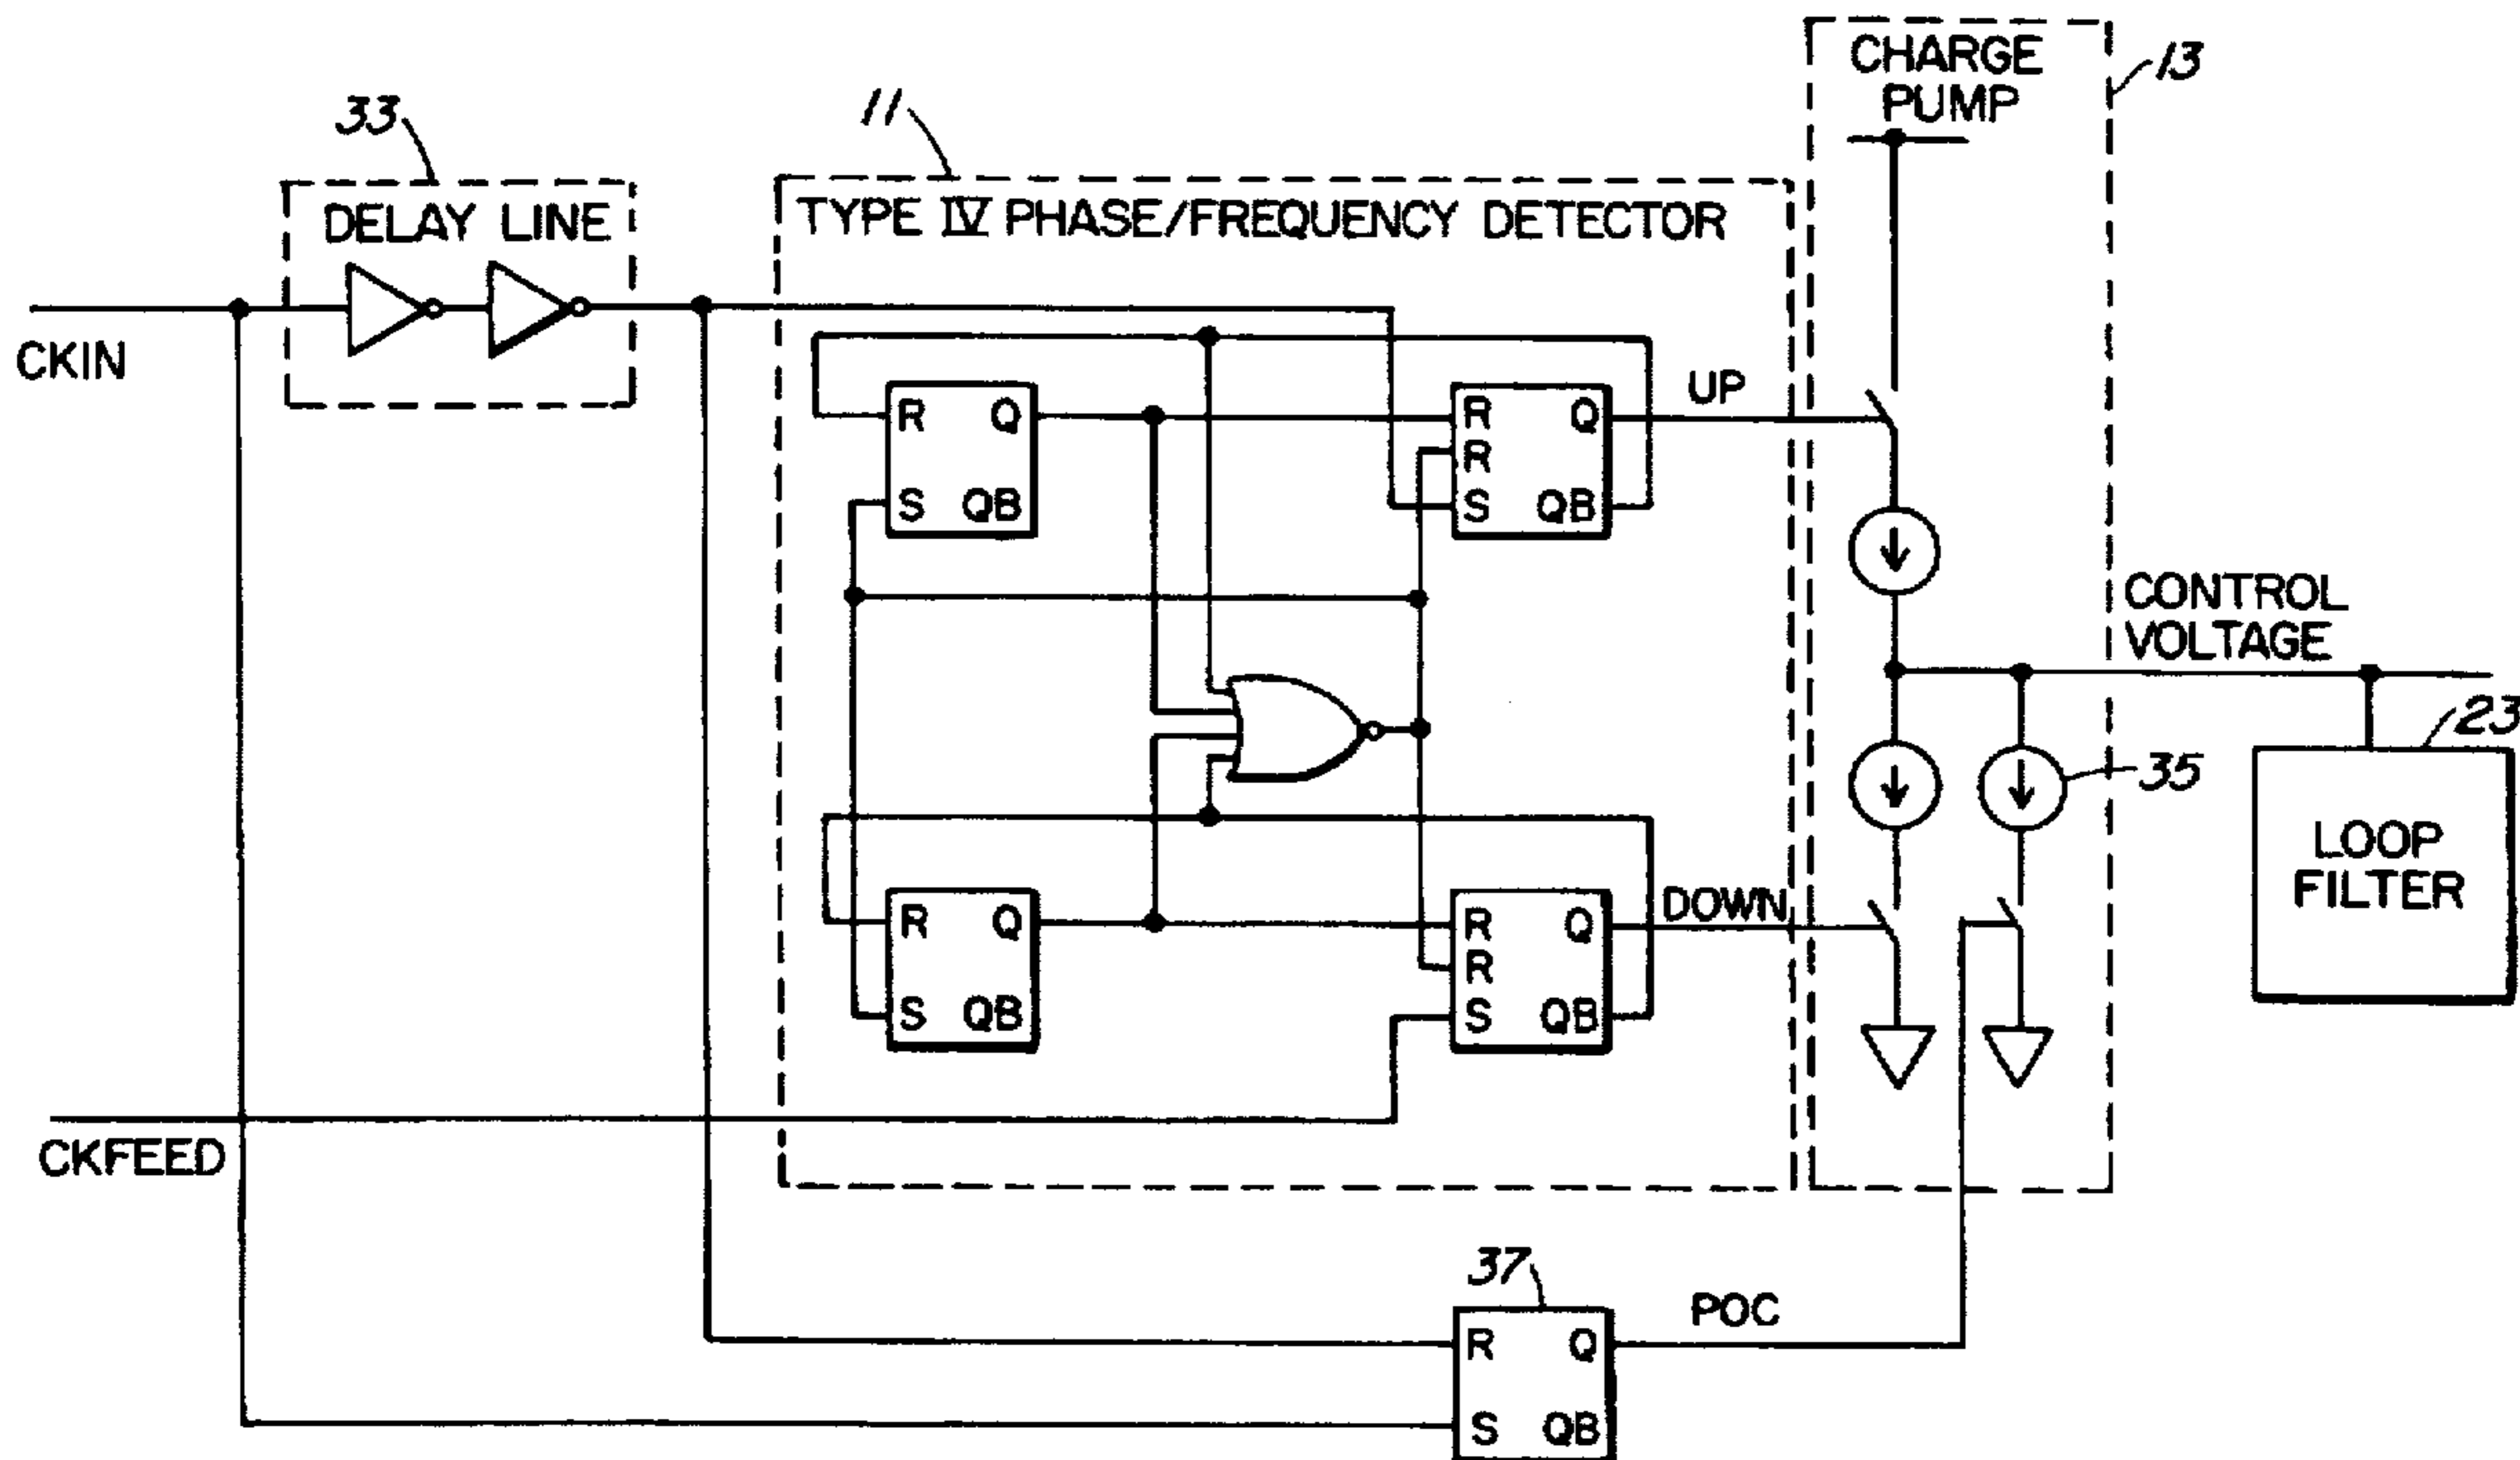 CHARGE
PUMP
13
33
11
DELAY LINE
TYPE IV PHASE/FREQUENCY DETECTOR
CKIN
R Q
S QB
R Q
R
S QB
UP
CONTROL
VOLTAGE
23
35
LOOP
FILTER
R Q
S QB
R Q
R
S QB
DOWN
CKFEED
37
R Q
S QB
POC